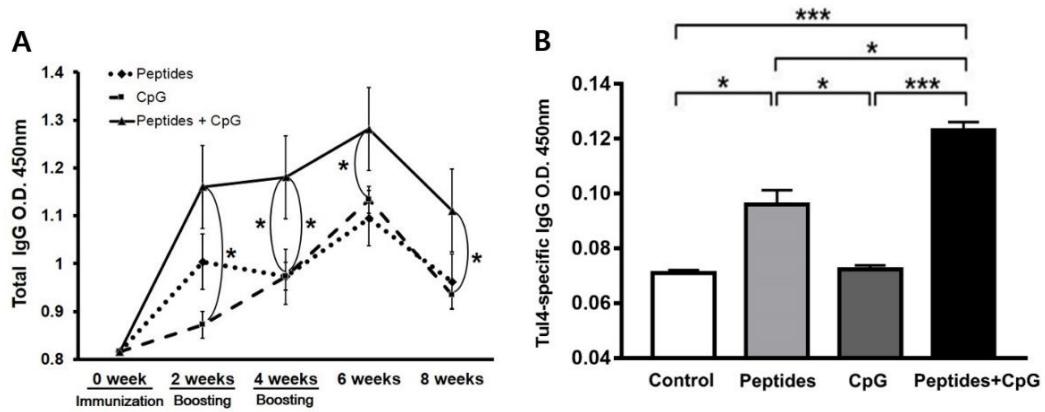 A
Total IgG O.D. 450nm
1.4
1.3
1.2
1.1
1
0.9
0.8
Peptides
CpG
Peptides + CpG
*
* *
*
*
0 week 2 weeks 4 weeks 6 weeks 8 weeks
Immunization Boosting Boosting
B
Tul4-specific IgG O.D. 450nm
0.14
0.12
0.10
0.08
0.06
0.04
***
*
* * ***
Control Peptides CpG Peptides+CpG